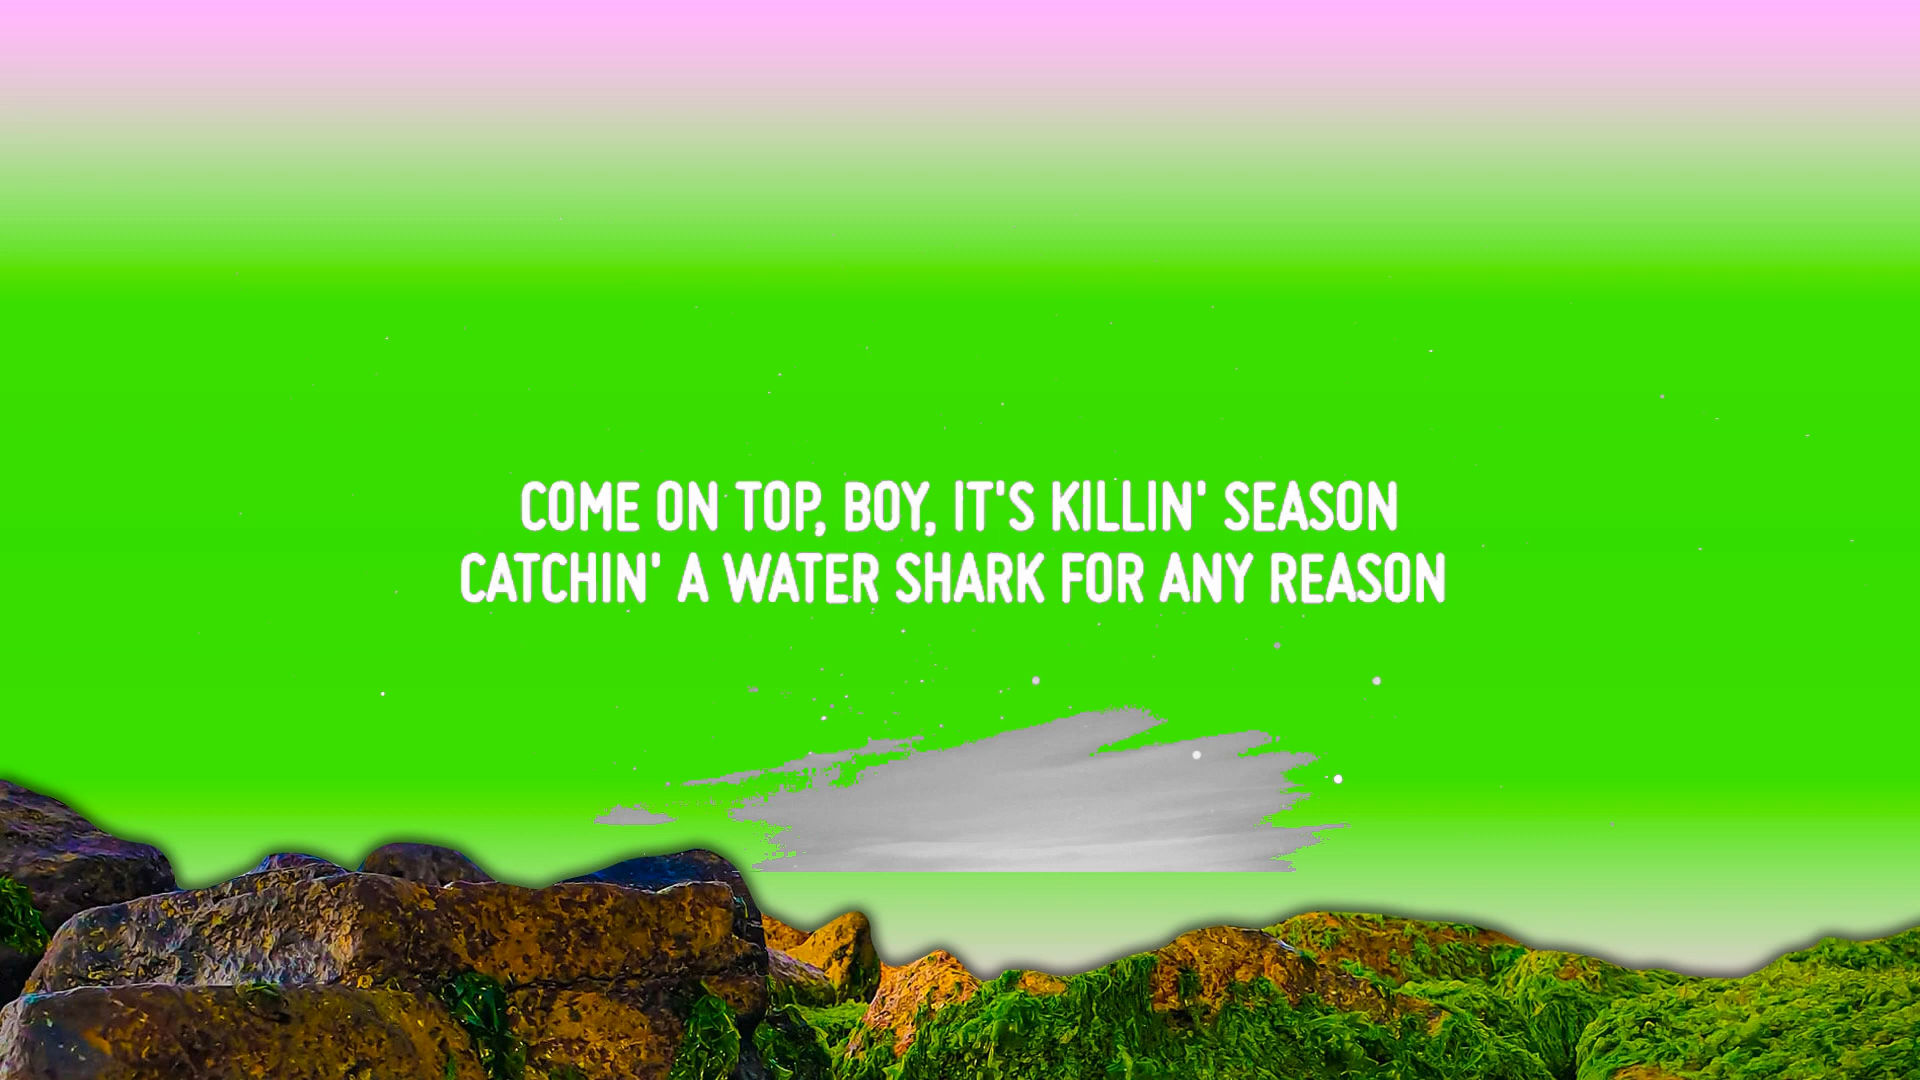 COME ON TOP, BOY, IT'S KILLIN' SEASON
CATCHIN' A WATER SHARK FOR ANY REASON